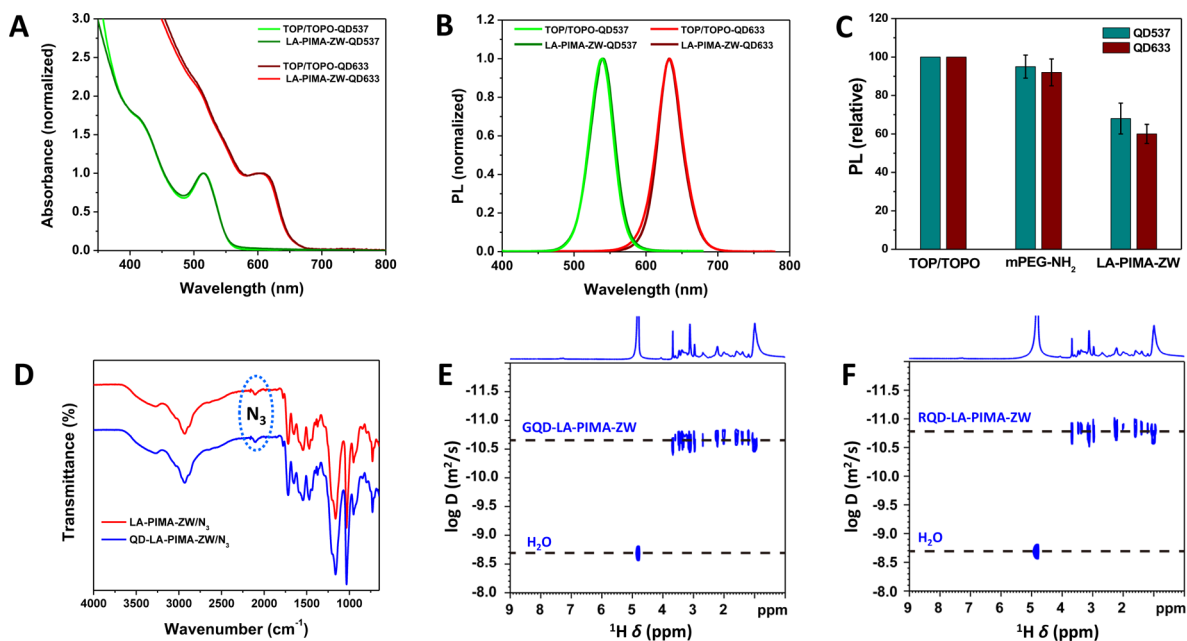 A
TOP/TOPO-QD537
LA-PIMA-ZW-QD537
TOP/TOPO-QD633
LA-PIMA-ZW-QD633
Absorbance (normalized)
3.0
2.5
2.0
1.5
1.0
0.5
0.0
400 500 600 700 800
Wavelength (nm)
B
TOP/TOPO-QD537 TOP/TOPO-QD633
LA-PIMA-ZW-QD537 LA-PIMA-ZW-QD633
PL (normalized)
1.2
1.0
0.8
0.6
0.4
0.2
0.0
400 500 600 700 800
Wavelength (nm)
C
QD537
QD633
PL (relative)
120
100
80
60
40
20
0
TOP/TOPO mPEG-NH₂ LA-PIMA-ZW
D
N₃
LA-PIMA-ZW/N₃
QD-LA-PIMA-ZW/N₃
Transmittance (%)
4000 3000 2500 2000 1500 1000
Wavenumber (cm⁻¹)
E
-11.5
-11.0
-10.5
-10.0
-9.5
-9.0
-8.5
-8.0
log D (m²/s)
GQD-LA-PIMA-ZW
H₂O
9 8 7 6 5 4 3 2 1 ppm
¹H δ (ppm)
F
-11.5
-11.0
-10.5
-10.0
-9.5
-9.0
-8.5
-8.0
log D (m²/s)
RQD-LA-PIMA-ZW
H₂O
9 8 7 6 5 4 3 2 1 ppm
¹H δ (ppm)